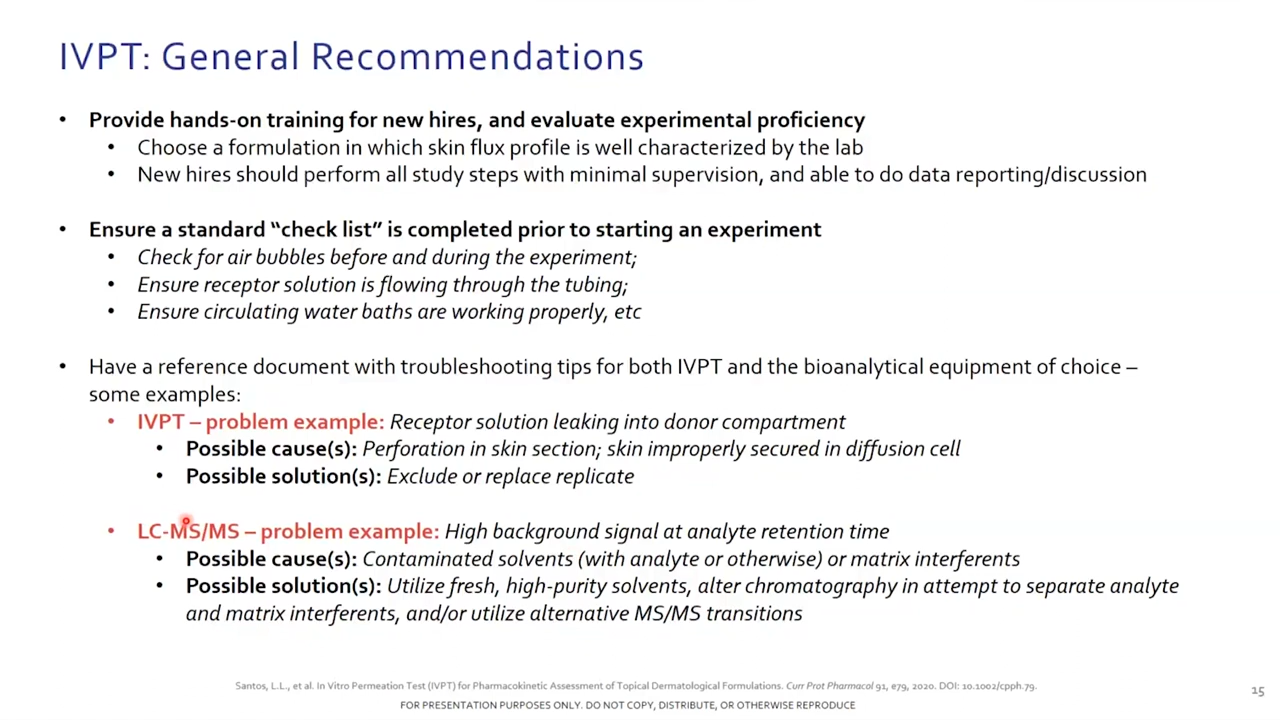 IVPT: General Recommendations
• Provide hands-on training for new hires, and evaluate experimental proficiency
• Choose a formulation in which skin flux profile is well characterized by the lab
• New hires should perform all study steps with minimal supervision, and able to do data reporting/discussion
• Ensure a standard “check list” is completed prior to starting an experiment
• Check for air bubbles before and during the experiment;
• Ensure receptor solution is flowing through the tubing;
• Ensure circulating water baths are working properly, etc
• Have a reference document with troubleshooting tips for both IVPT and the bioanalytical equipment of choice –
some examples:
• IVPT – problem example: Receptor solution leaking into donor compartment
• Possible cause(s): Perforation in skin section; skin improperly secured in diffusion cell
• Possible solution(s): Exclude or replace replicate
• LC-MS/MS – problem example: High background signal at analyte retention time
• Possible cause(s): Contaminated solvents (with analyte or otherwise) or matrix interferents
• Possible solution(s): Utilize fresh, high-purity solvents, alter chromatography in attempt to separate analyte
and matrix interferents, and/or utilize alternative MS/MS transitions
Santos, L.L., et al. In Vitro Permeation Test (IVPT) for Pharmacokinetic Assessment of Topical Dermatological Formulations. Curr Prot Pharmacol 91, e79, 2020. DOI: 10.1002/cpph.79.
FOR PRESENTATION PURPOSES ONLY. DO NOT COPY, DISTRIBUTE, OR OTHERWISE REPRODUCE
15